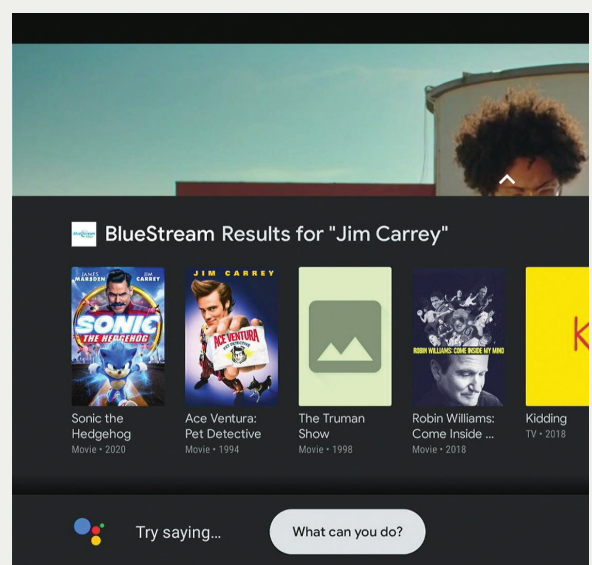 BlueStream Results for "Jim Carrey"
JAMES
MARSDEN
JIM
CARREY
SONIC
THE HEDGEHOG
JIM CARREY
ACE VENTURA
ROBIN WILLIAMS: COME INSIDE MY MIND
K
Sonic the
Hedgehog
Movie • 2020
Ace Ventura:
Pet Detective
Movie • 1994
The Truman
Show
Movie • 1998
Robin Williams:
Come Inside ...
Movie • 2018
Kidding
TV • 2018
Try saying...
What can you do?